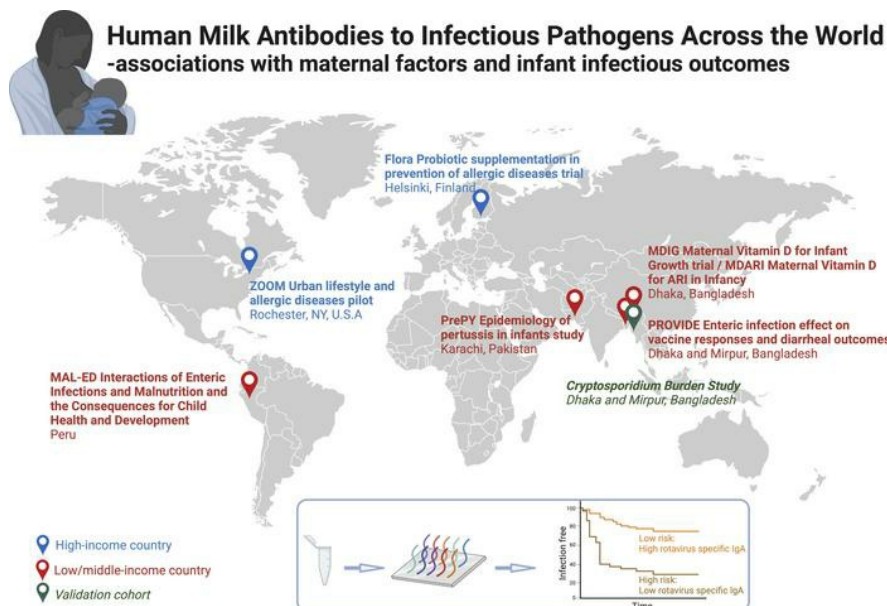 Human Milk Antibodies to Infectious Pathogens Across the World
-associations with maternal factors and infant infectious outcomes
Flora Probiotic supplementation in
prevention of allergic diseases trial
Helsinki, Finland
ZOOM Urban lifestyle and
allergic diseases pilot
Rochester, NY, U.S.A
MDIG Maternal Vitamin D for Infant
Growth trial / MDARI Maternal Vitamin D
for ARI in Infancy
Dhaka, Bangladesh
PrePY Epidemiology of
pertussis in infants study
Karachi, Pakistan
PROVIDE Enteric infection effect on
vaccine responses and diarrheal outcomes
Dhaka and Mirpur, Bangladesh
MAL-ED Interactions of Enteric
Infections and Malnutrition and
the Consequences for Child
Health and Development
Peru
Cryptosporidium Burden Study
Dhaka and Mirpur, Bangladesh
High-income country
Low/middle-income country
Validation cohort
Infection free
100
80
60
40
20
0
Low risk:
High rotavirus specific IgA
High risk:
Low rotavirus specific IgA
Time